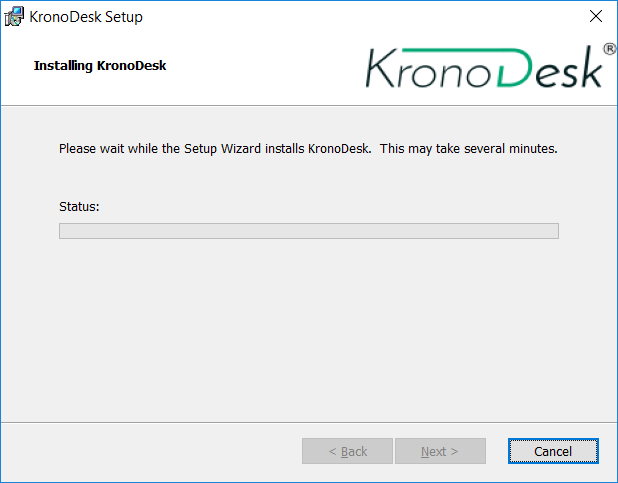 KronoDesk Setup
Installing KronoDesk
KronoDesk®
Please wait while the Setup Wizard installs KronoDesk.  This may take several minutes.
Status:
< Back
Next >
Cancel